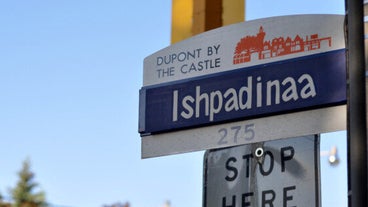 DUPONT BY
THE CASTLE
Ishpadinaa
275
STOP
HERE